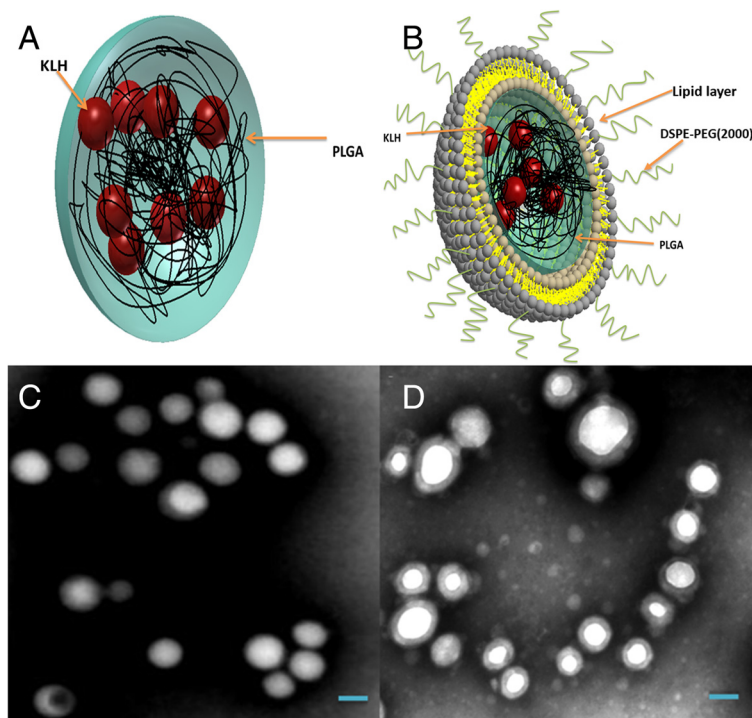 A
KLH
PLGA
B
Lipid layer
KLH
DSPE-PEG(2000)
PLGA
C
D